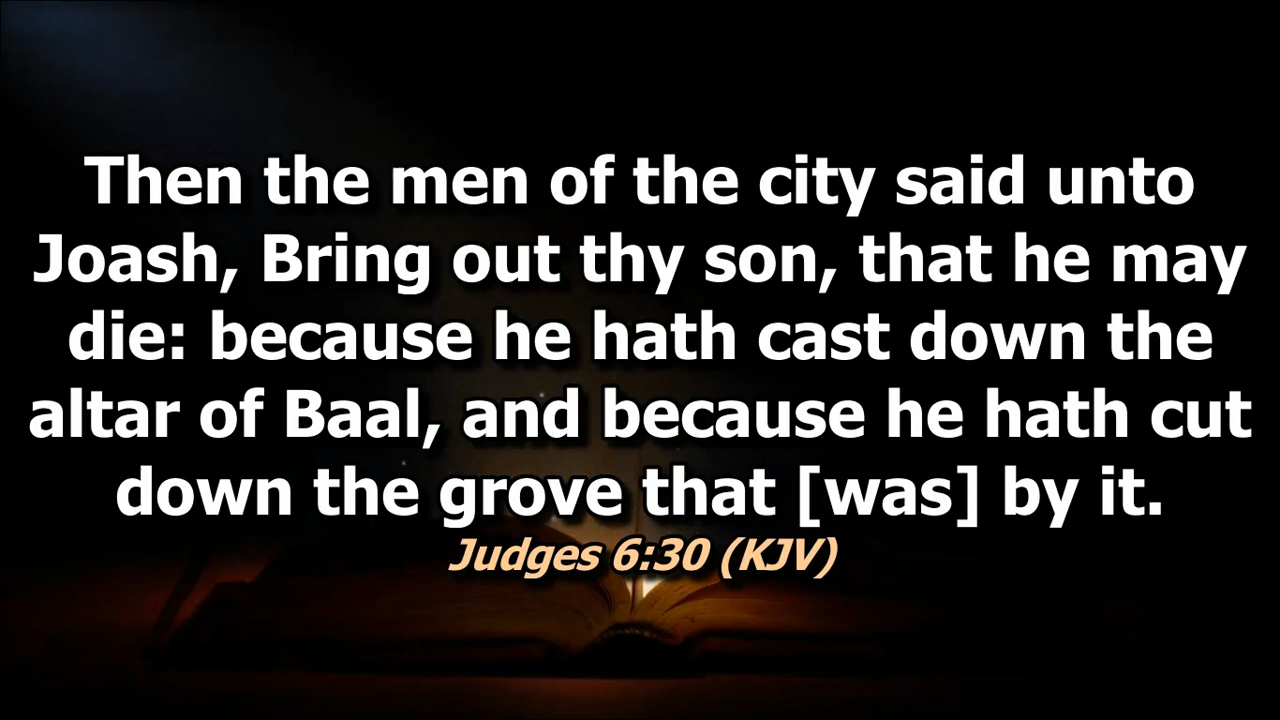 Then the men of the city said unto
Joash, Bring out thy son, that he may
die: because he hath cast down the
altar of Baal, and because he hath cut
down the grove that [was] by it.
Judges 6:30 (KJV)